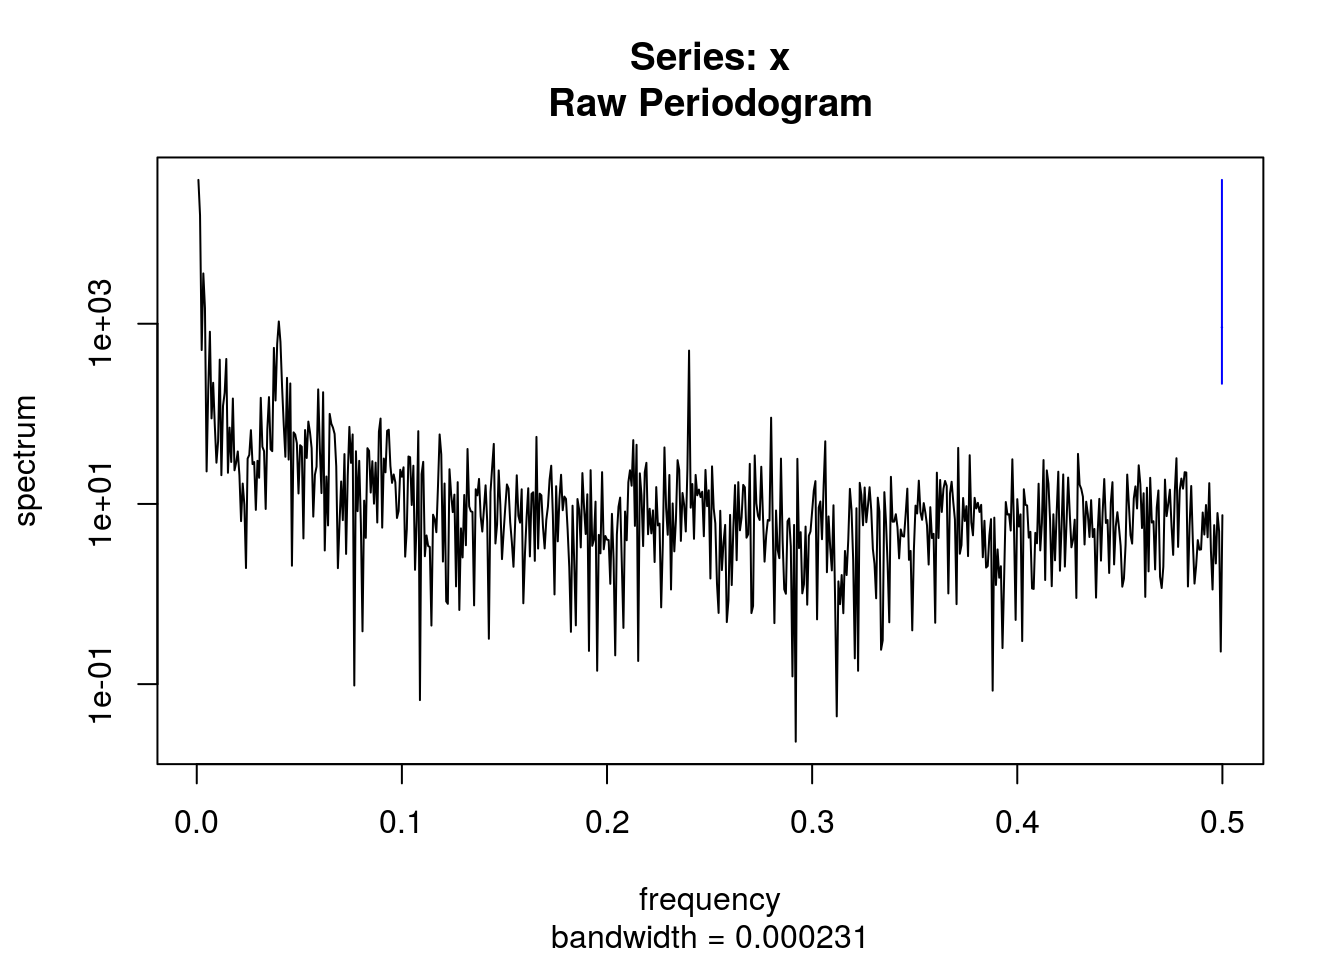 Series: x
Raw Periodogram
spectrum
1e+03
1e+01
1e-01
0.0 0.1 0.2 0.3 0.4 0.5
frequency
bandwidth = 0.000231